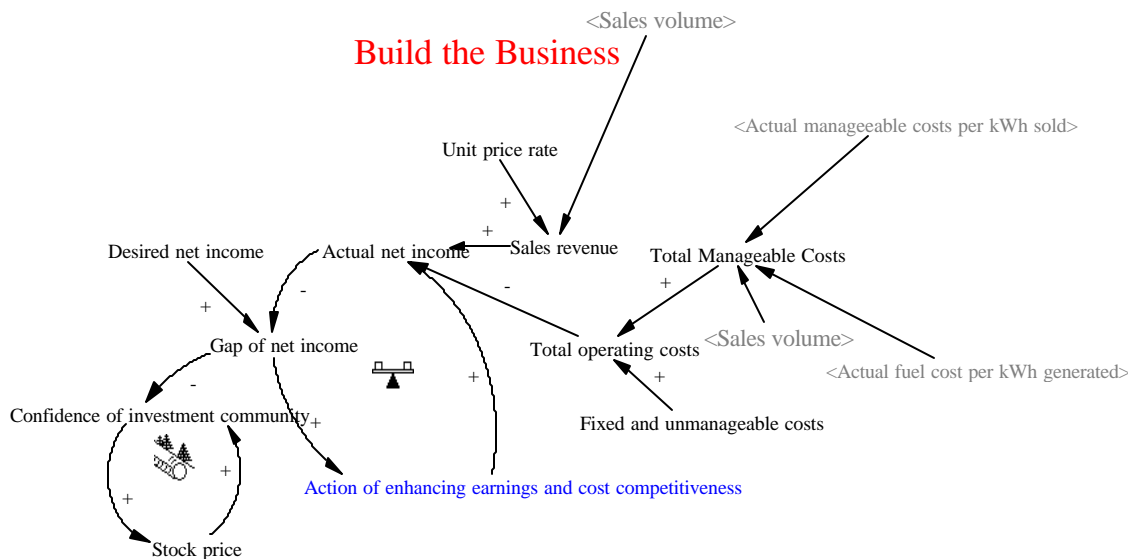 <Sales volume>
Build the Business
<Actual manageeable costs per kWh sold>
Unit price rate
+
+
Desired net income
Actual net income
Sales revenue
Total Manageable Costs
+
-
-
+
<Sales volume>
Gap of net income
Total operating costs
<Actual fuel cost per kWh generated>
-
+
+
Confidence of investment community
+
Fixed and unmanageable costs
+
+
Action of enhancing earnings and cost competitiveness
Stock price